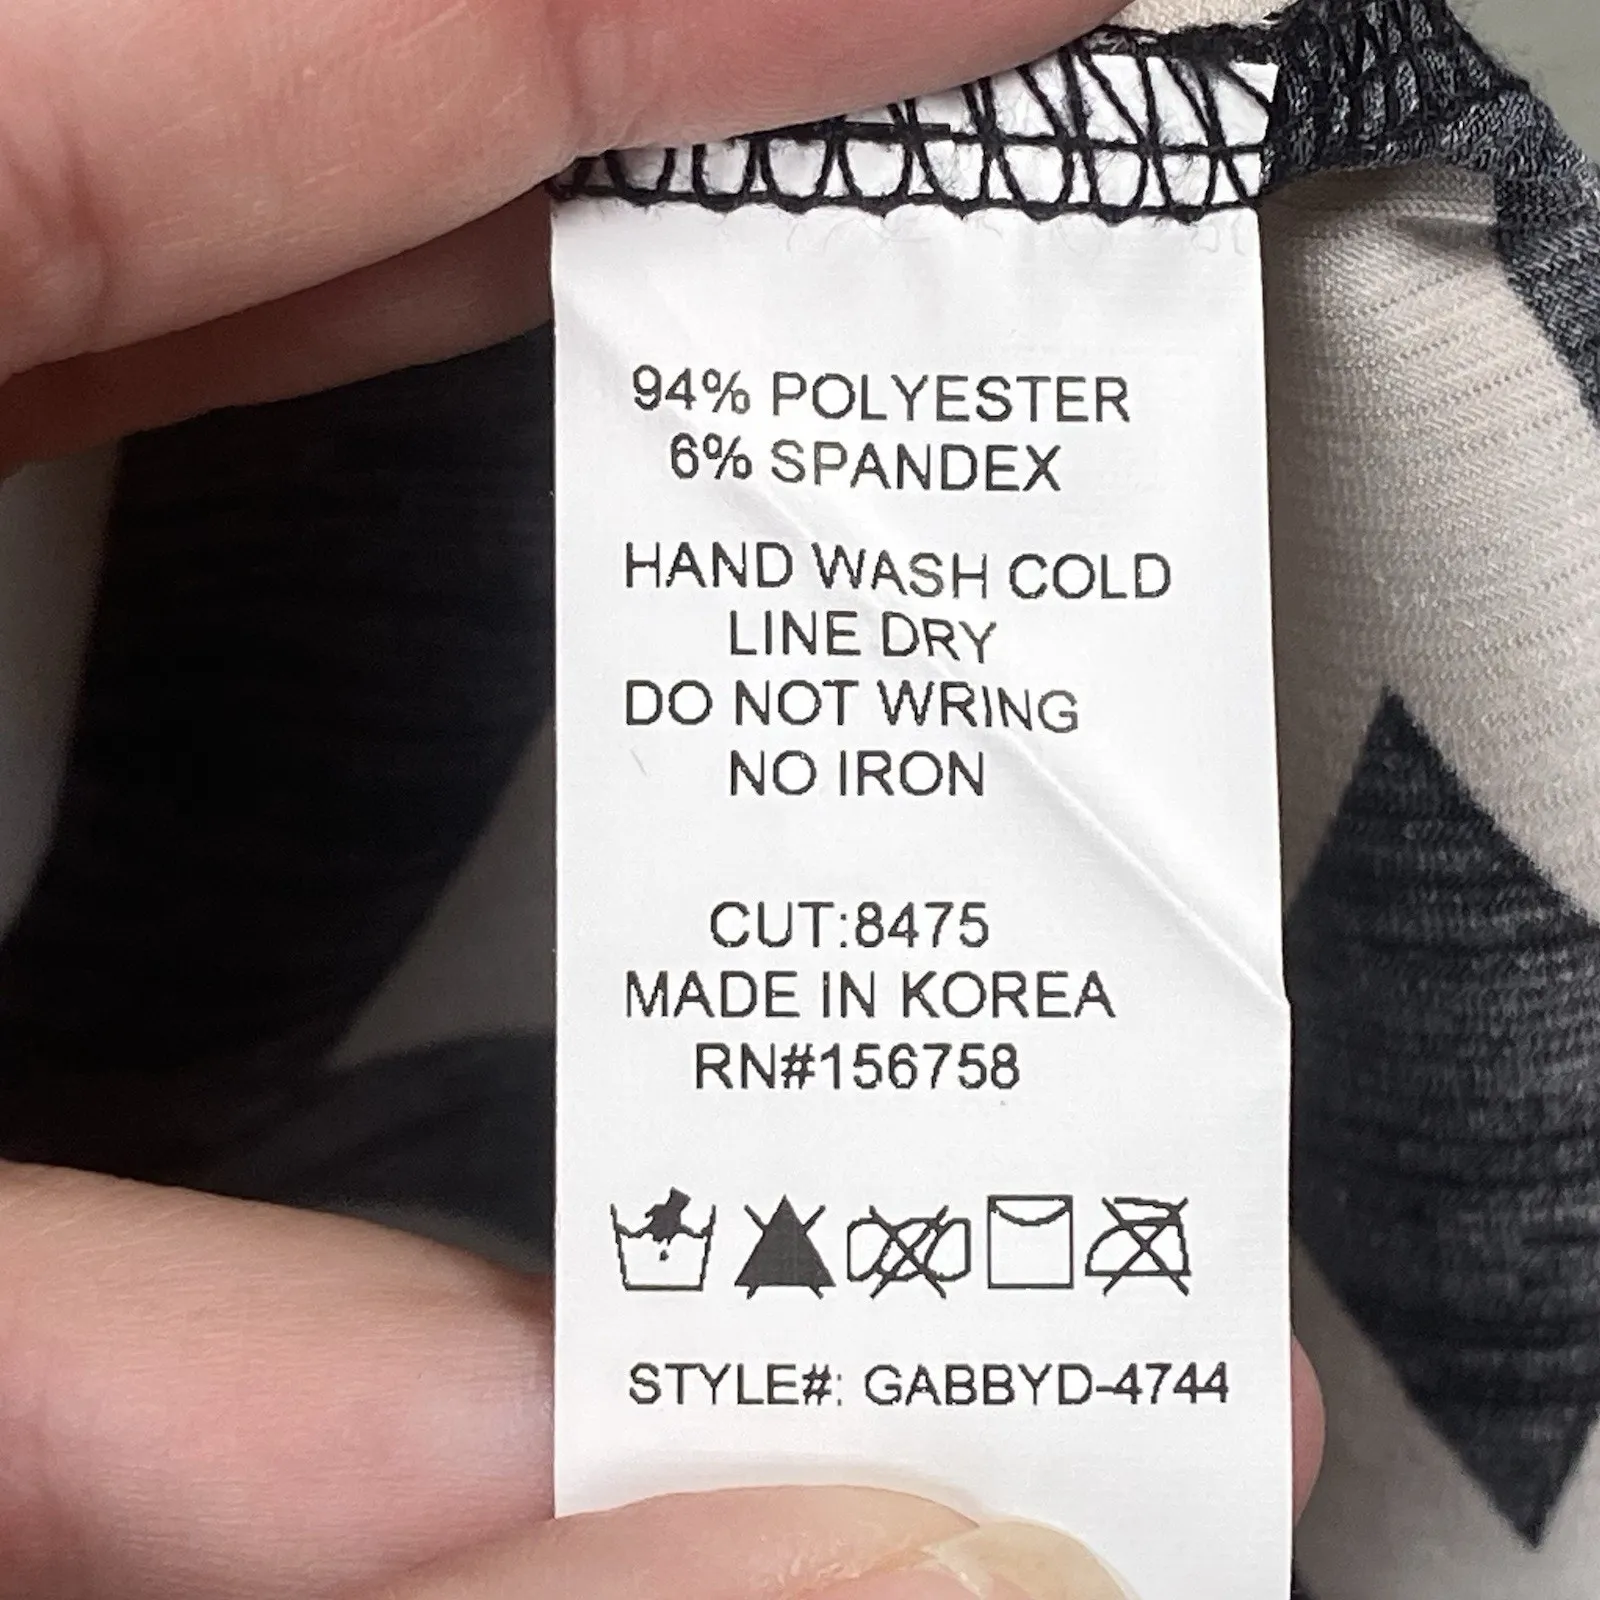 94% POLYESTER
6% SPANDEX
HAND WASH COLD
LINE DRY
DO NOT WRING
NO IRON
CUT:8475
MADE IN KOREA
RN#156758
STYLE#: GABBYD-4744